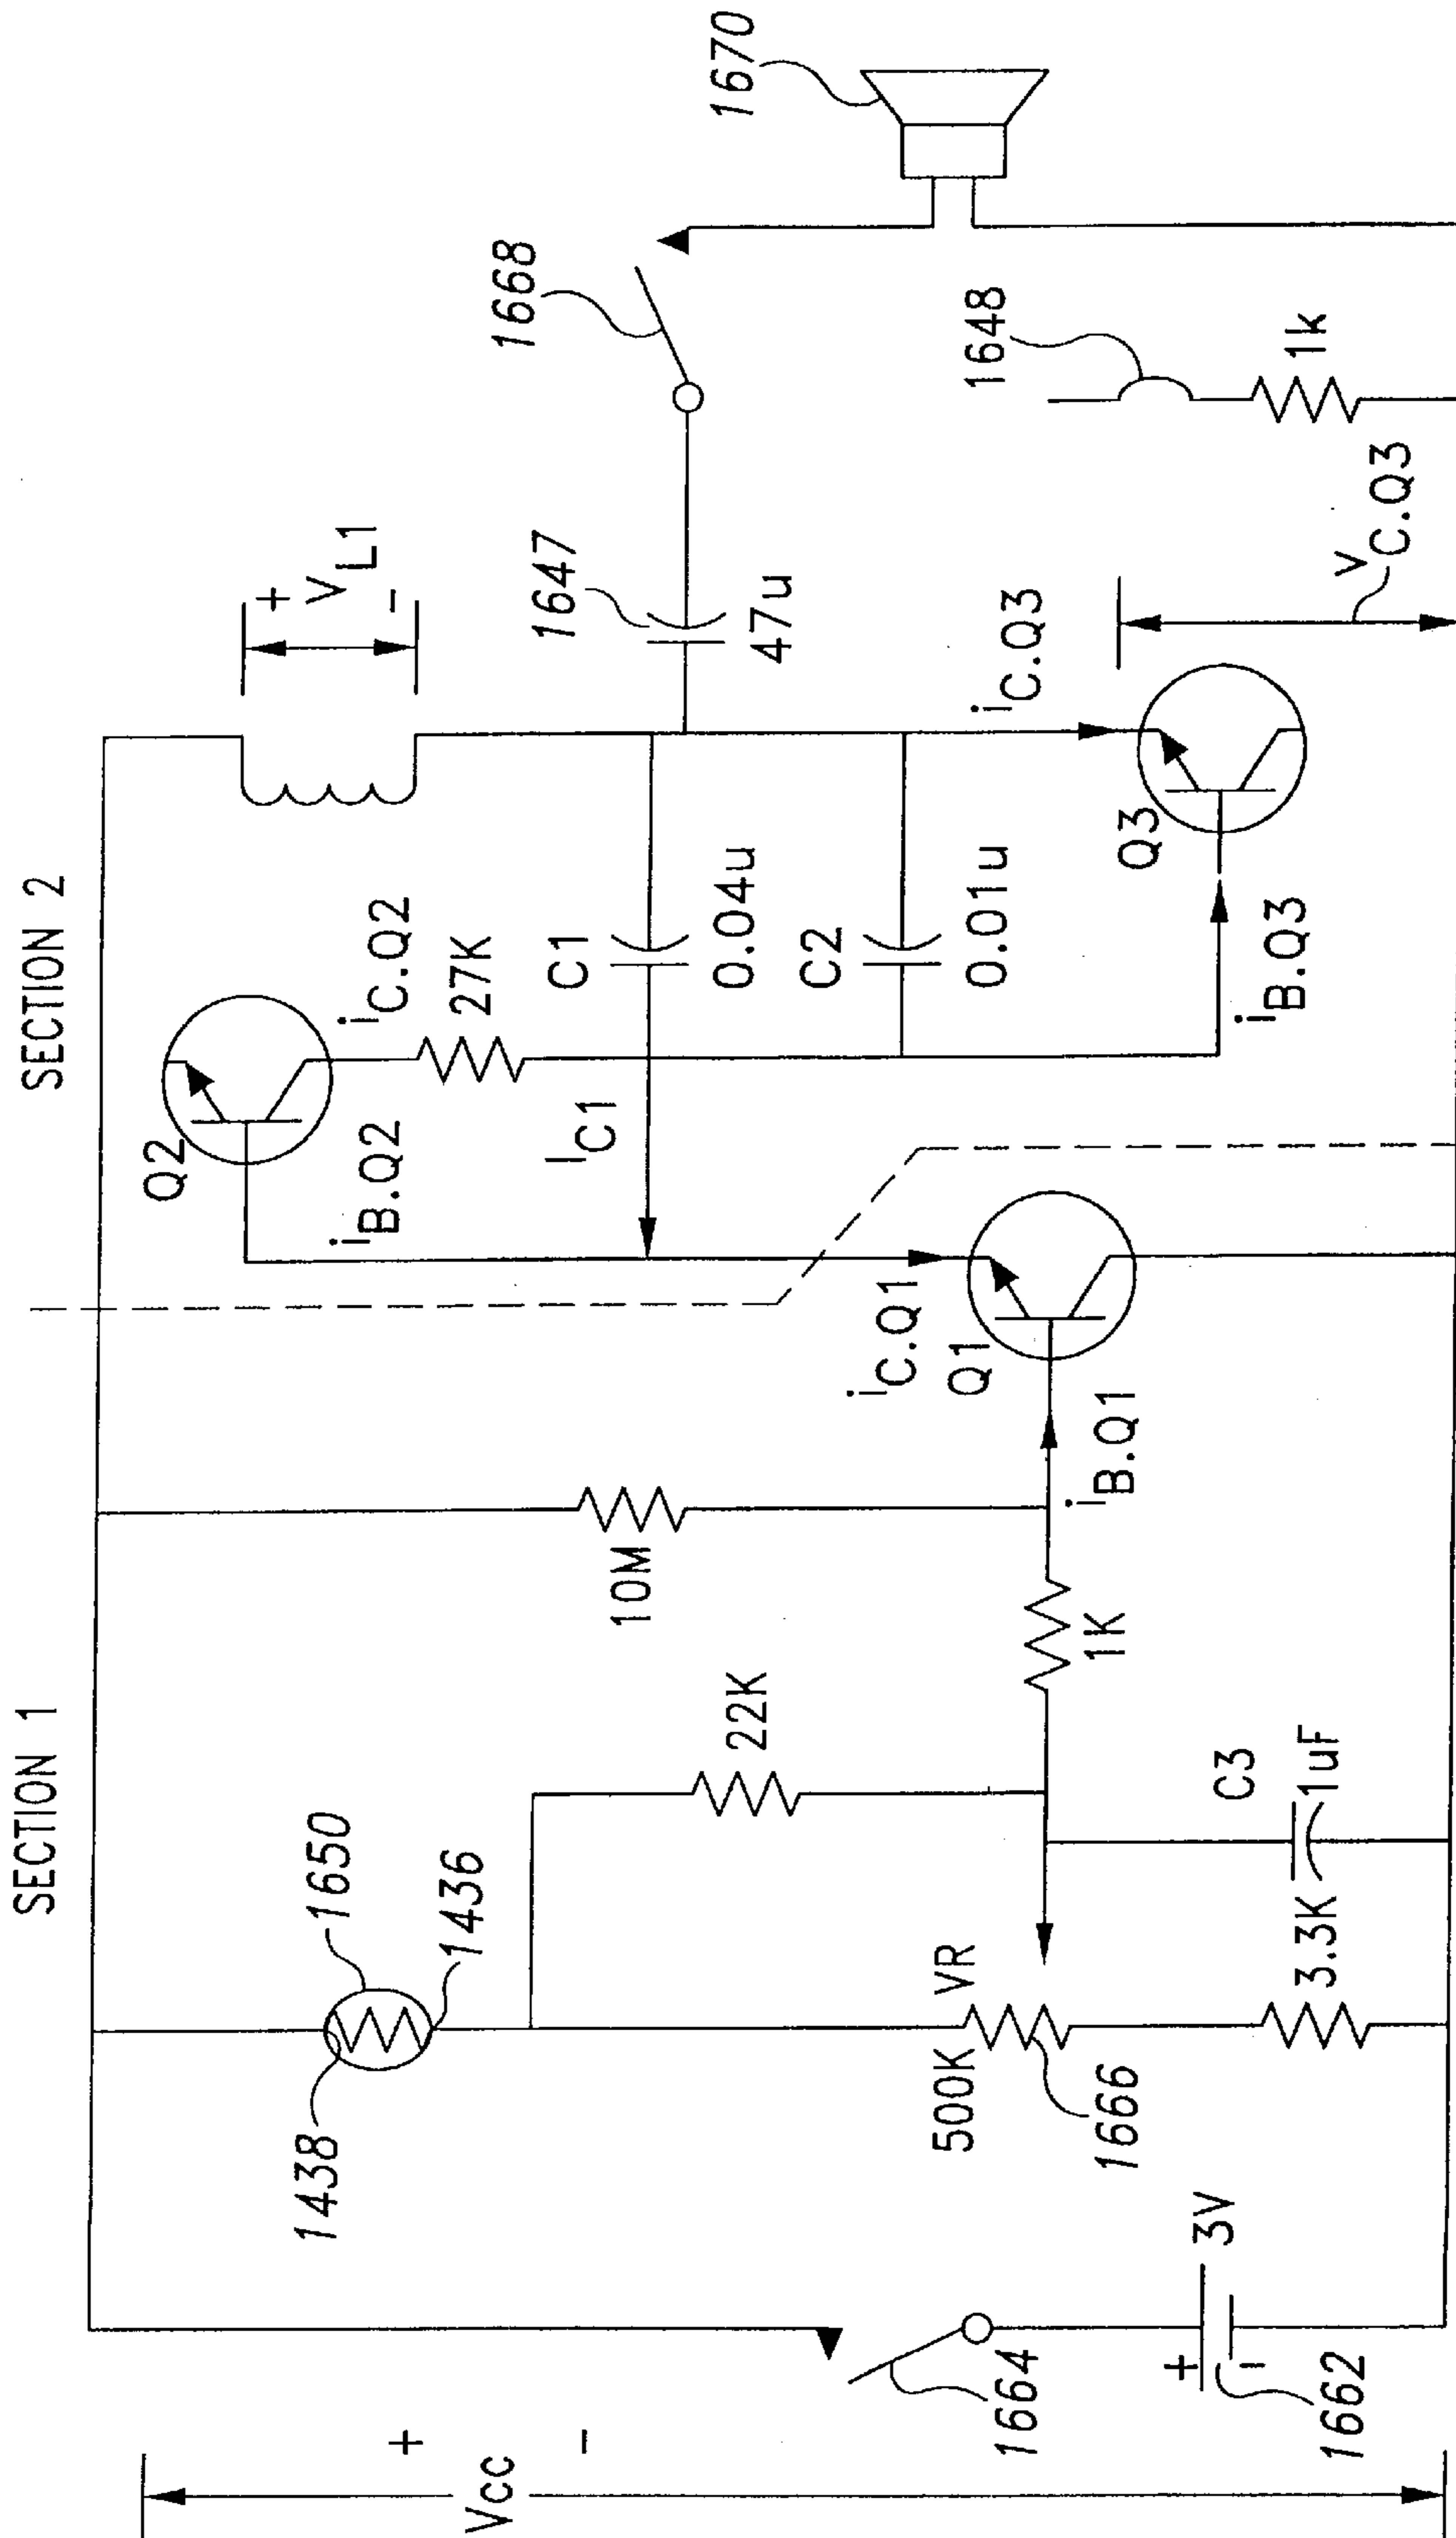 SECTION 1
SECTION 2
Vcc
+
-
1664
+
-
3V
1662
1438
1650
1436
500K
VR
1666
3.3K
C3
1uF
22K
1K
10M
iB.Q1
iC.Q1
Q1
Q2
iB.Q2
iC.Q2
27K
IC1
C1
0.04u
C2
0.01u
iB.Q3
Q3
iC.Q3
+
VL1
-
1647
47u
1668
1670
1648
1k
VC.Q3